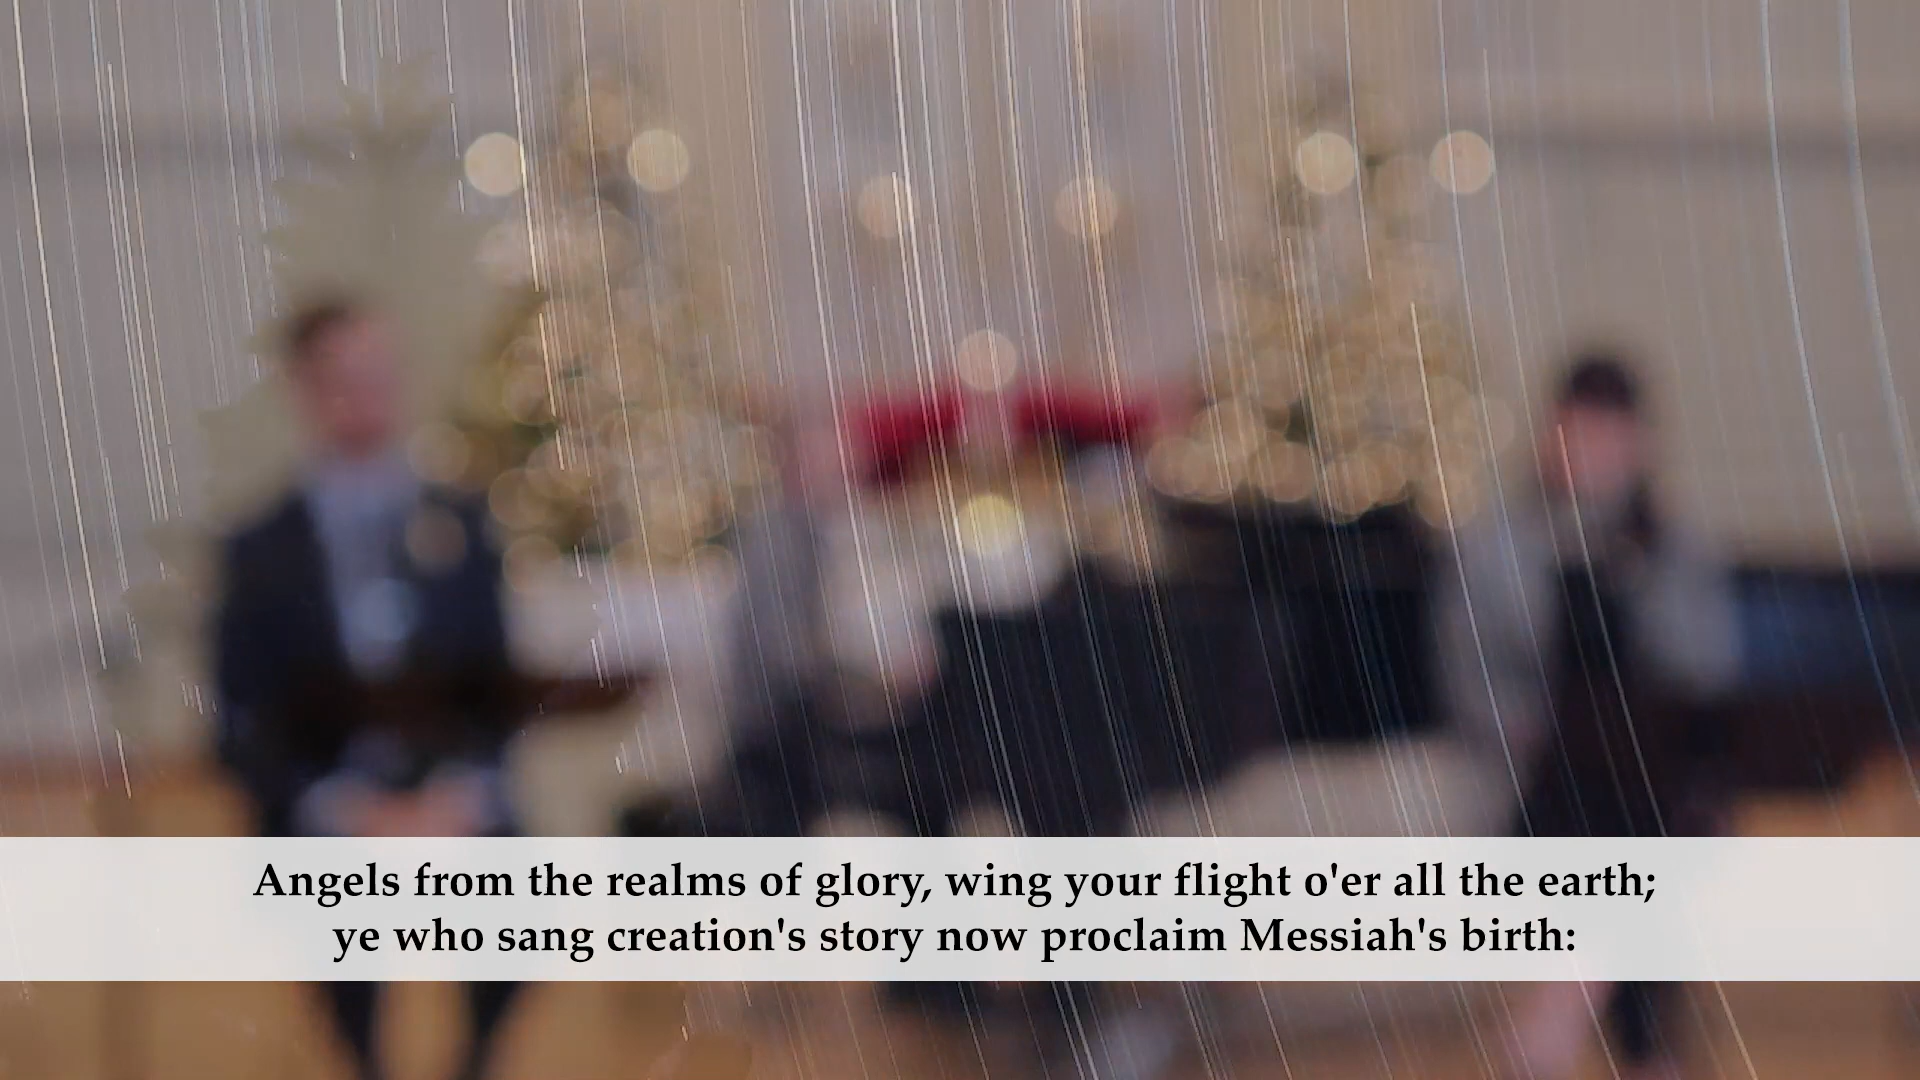 Angels from the realms of glory, wing your flight o'er all the earth;
ye who sang creation's story now proclaim Messiah's birth: